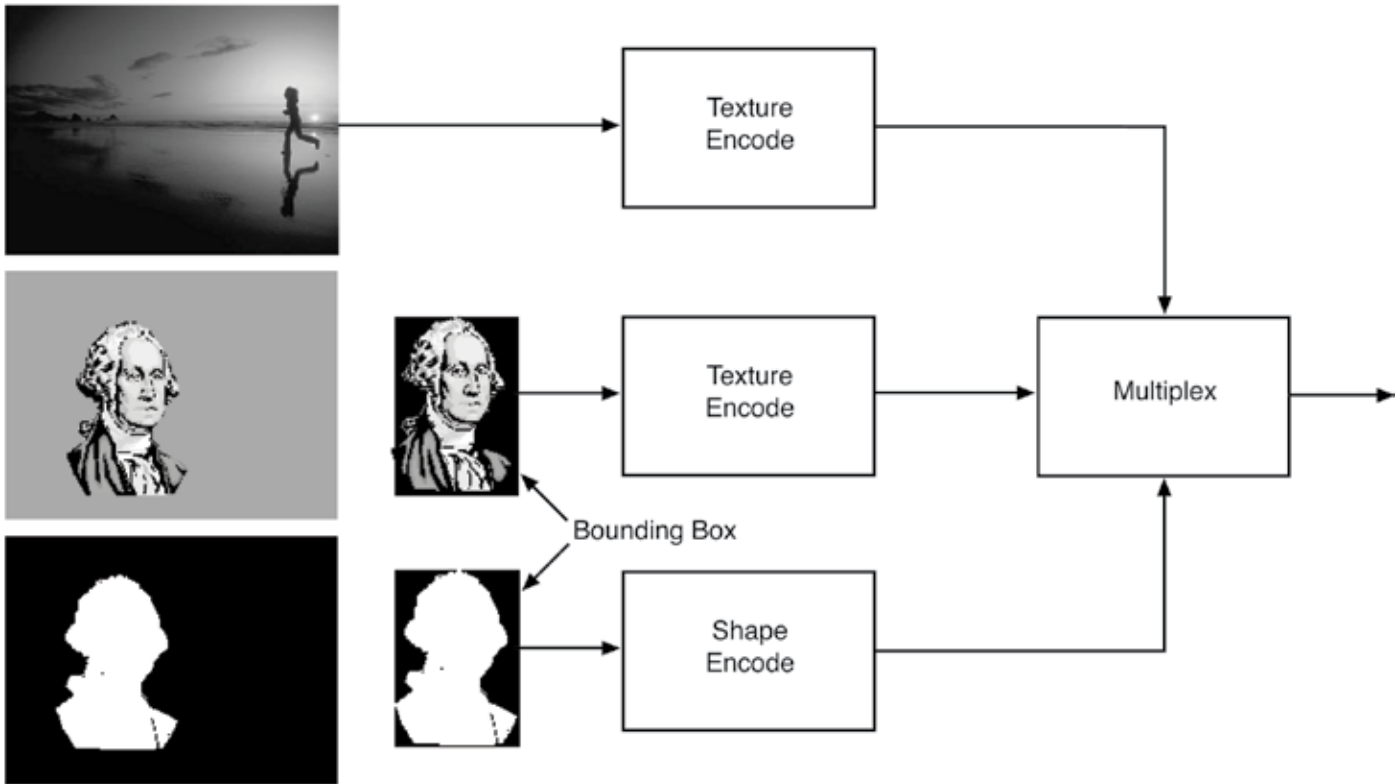 Texture
Encode
Texture
Encode
Multiplex
Bounding Box
Shape
Encode